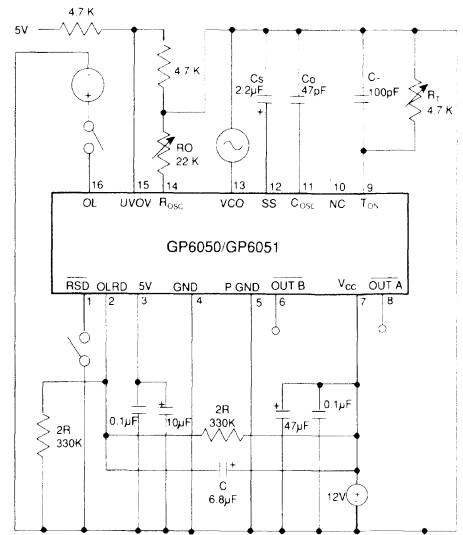 4.7 K
5V
4.7 K
Cs
2.2µF
+
Co
47pF
C-
100pF
RT
4.7 K
-
+
RO
22 K
16 15 14 13 12 11 10 9
OL UVOV ROSC VCO SS COSC NC TON
GP6050/GP6051
RSD OLRD 5V GND P GND OUT B VCC OUT A
1 2 3 4 5 6 7 8
2R
330K
0.1µF
+
10µF
2R
330K
+
47µF
0.1µF
C
+
6.8µF
12V
+